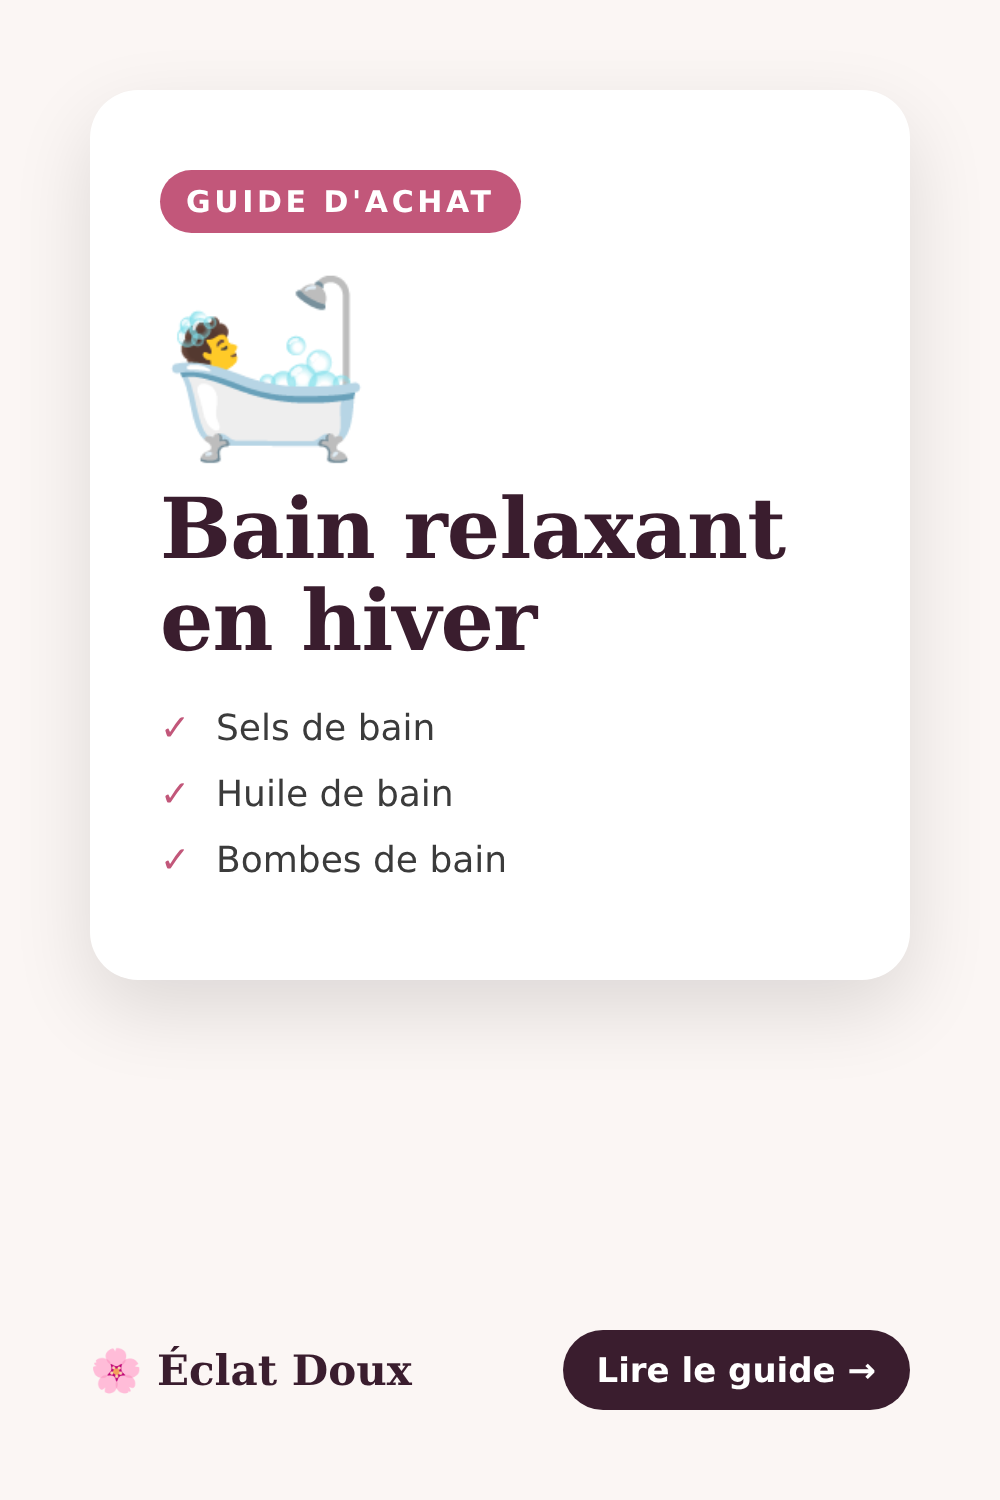 GUIDE D'ACHAT
Bain relaxant
en hiver
✓ Sels de bain
✓ Huile de bain
✓ Bombes de bain
🌸 Éclat Doux
Lire le guide →